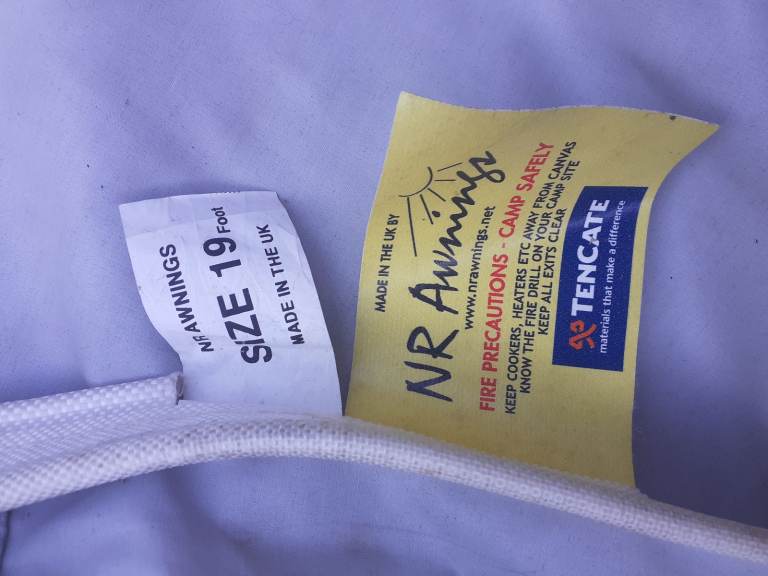 NR AWNINGS
SIZE 19 Foot
MADE IN THE UK
MADE IN THE UK BY
NR Awnings
www.nrawnings.net
FIRE PRECAUTIONS - CAMP SAFELY
KEEP COOKERS, HEATERS ETC AWAY FROM CANVAS
KNOW THE FIRE DRILL ON YOUR CAMP SITE
KEEP ALL EXITS CLEAR
TENCATE
materials that make a difference